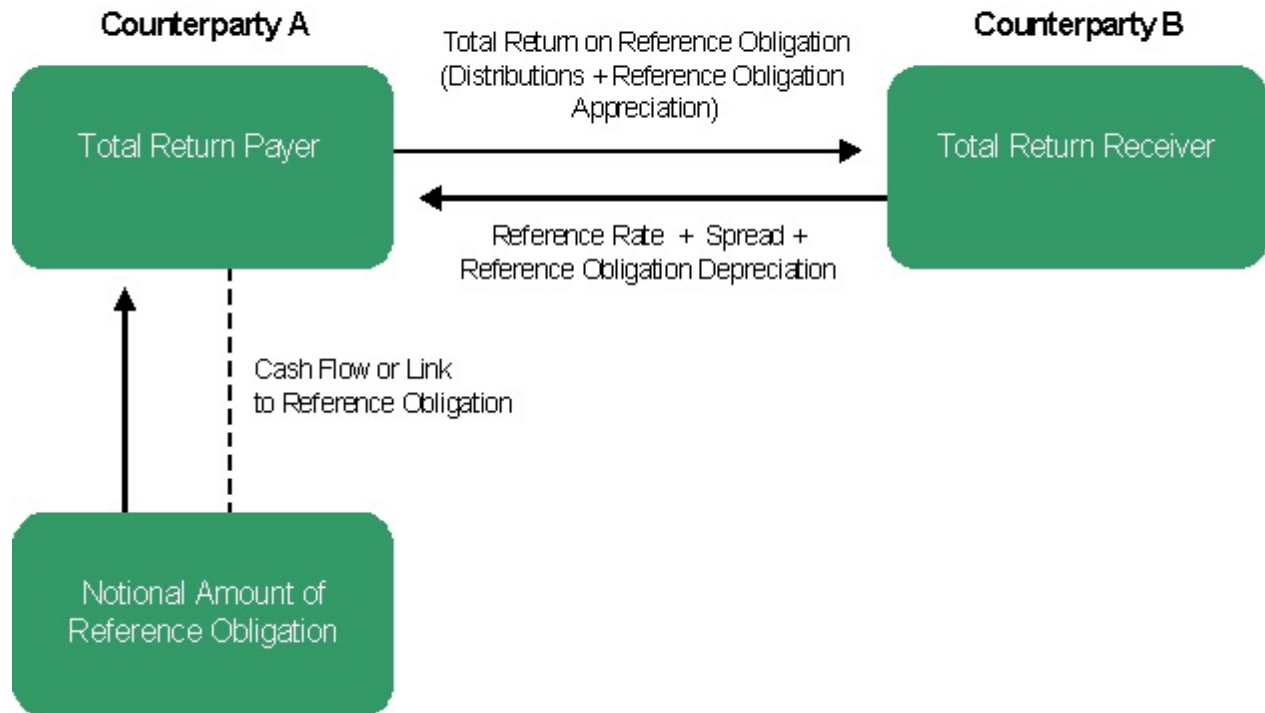 Counterparty A
Counterparty B
Total Return on Reference Obligation
(Distributions + Reference Obligation
Appreciation)
Total Return Payer
Total Return Receiver
Reference Rate + Spread +
Reference Obligation Depreciation
Cash Flow or Link
to Reference Obligation
Notional Amount of
Reference Obligation